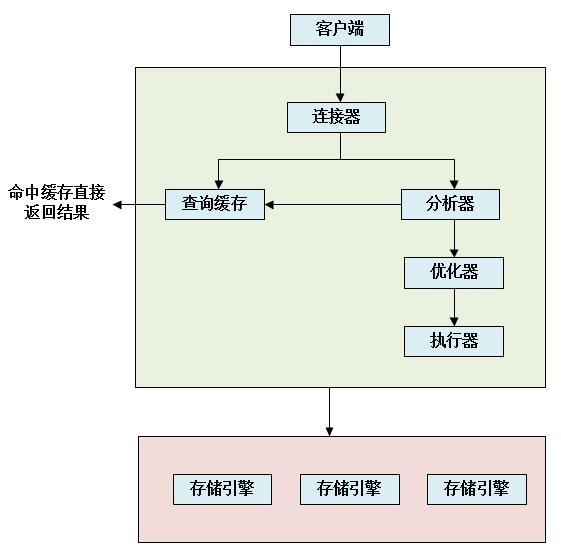 客户端
连接器
命中缓存直接
返回结果
查询缓存
分析器
优化器
执行器
存储引擎
存储引擎
存储引擎